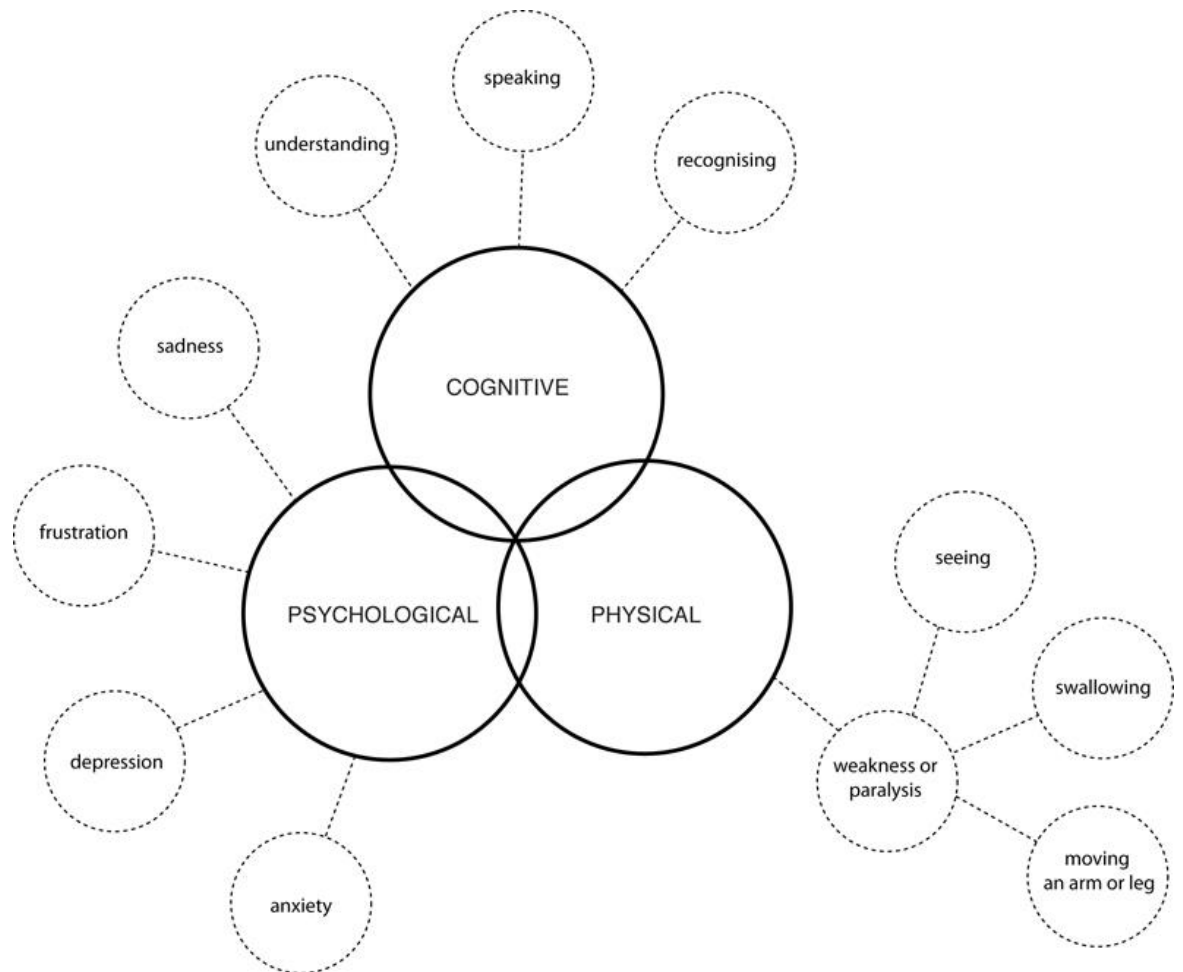 speaking
understanding
recognising
sadness
COGNITIVE
frustration
seeing
PSYCHOLOGICAL
PHYSICAL
swallowing
depression
weakness or
paralysis
moving
an arm or leg
anxiety